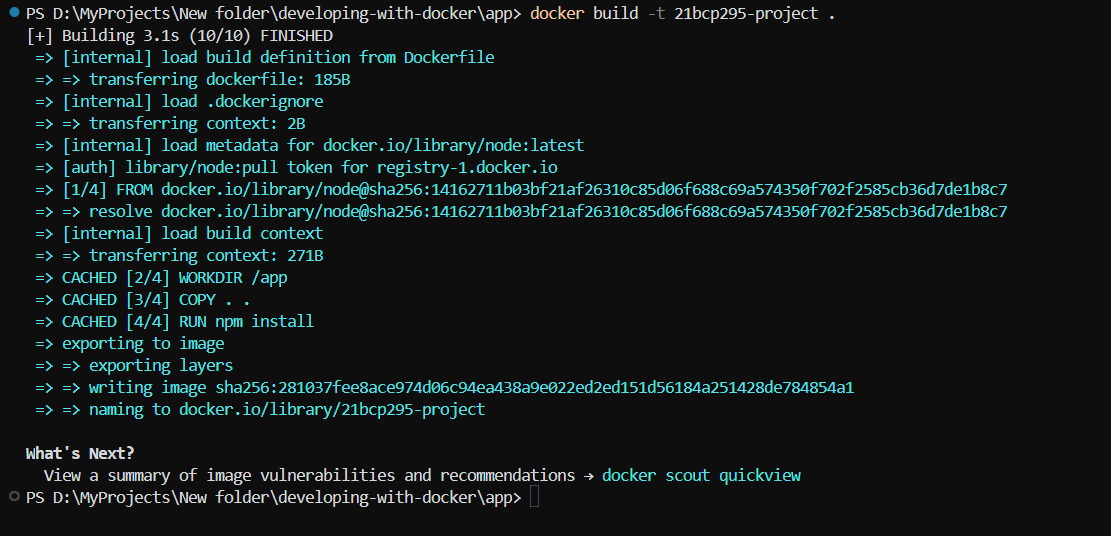 PS D:\MyProjects\New folder\developing-with-docker\app> docker build -t 21bcp295-project .
[+] Building 3.1s (10/10) FINISHED
=> [internal] load build definition from Dockerfile
=> => transferring dockerfile: 185B
=> [internal] load .dockerignore
=> => transferring context: 2B
=> [internal] load metadata for docker.io/library/node:latest
=> [auth] library/node:pull token for registry-1.docker.io
=> [1/4] FROM docker.io/library/node@sha256:14162711b03bf21af26310c85d06f688c69a574350f702f2585cb36d7de1b8c7
=> => resolve docker.io/library/node@sha256:14162711b03bf21af26310c85d06f688c69a574350f702f2585cb36d7de1b8c7
=> [internal] load build context
=> => transferring context: 271B
=> CACHED [2/4] WORKDIR /app
=> CACHED [3/4] COPY . .
=> CACHED [4/4] RUN npm install
=> exporting to image
=> => exporting layers
=> => writing image sha256:281037fee8ace974d06c94ea438a9e022ed2ed151d56184a251428de784854a1
=> => naming to docker.io/library/21bcp295-project
What's Next?
View a summary of image vulnerabilities and recommendations → docker scout quickview
PS D:\MyProjects\New folder\developing-with-docker\app>